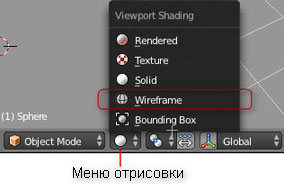 Viewport Shading
Rendered
Texture
Solid
Wireframe
Bounding Box
(1) Sphere
Object Mode
Global
Меню отрисовки